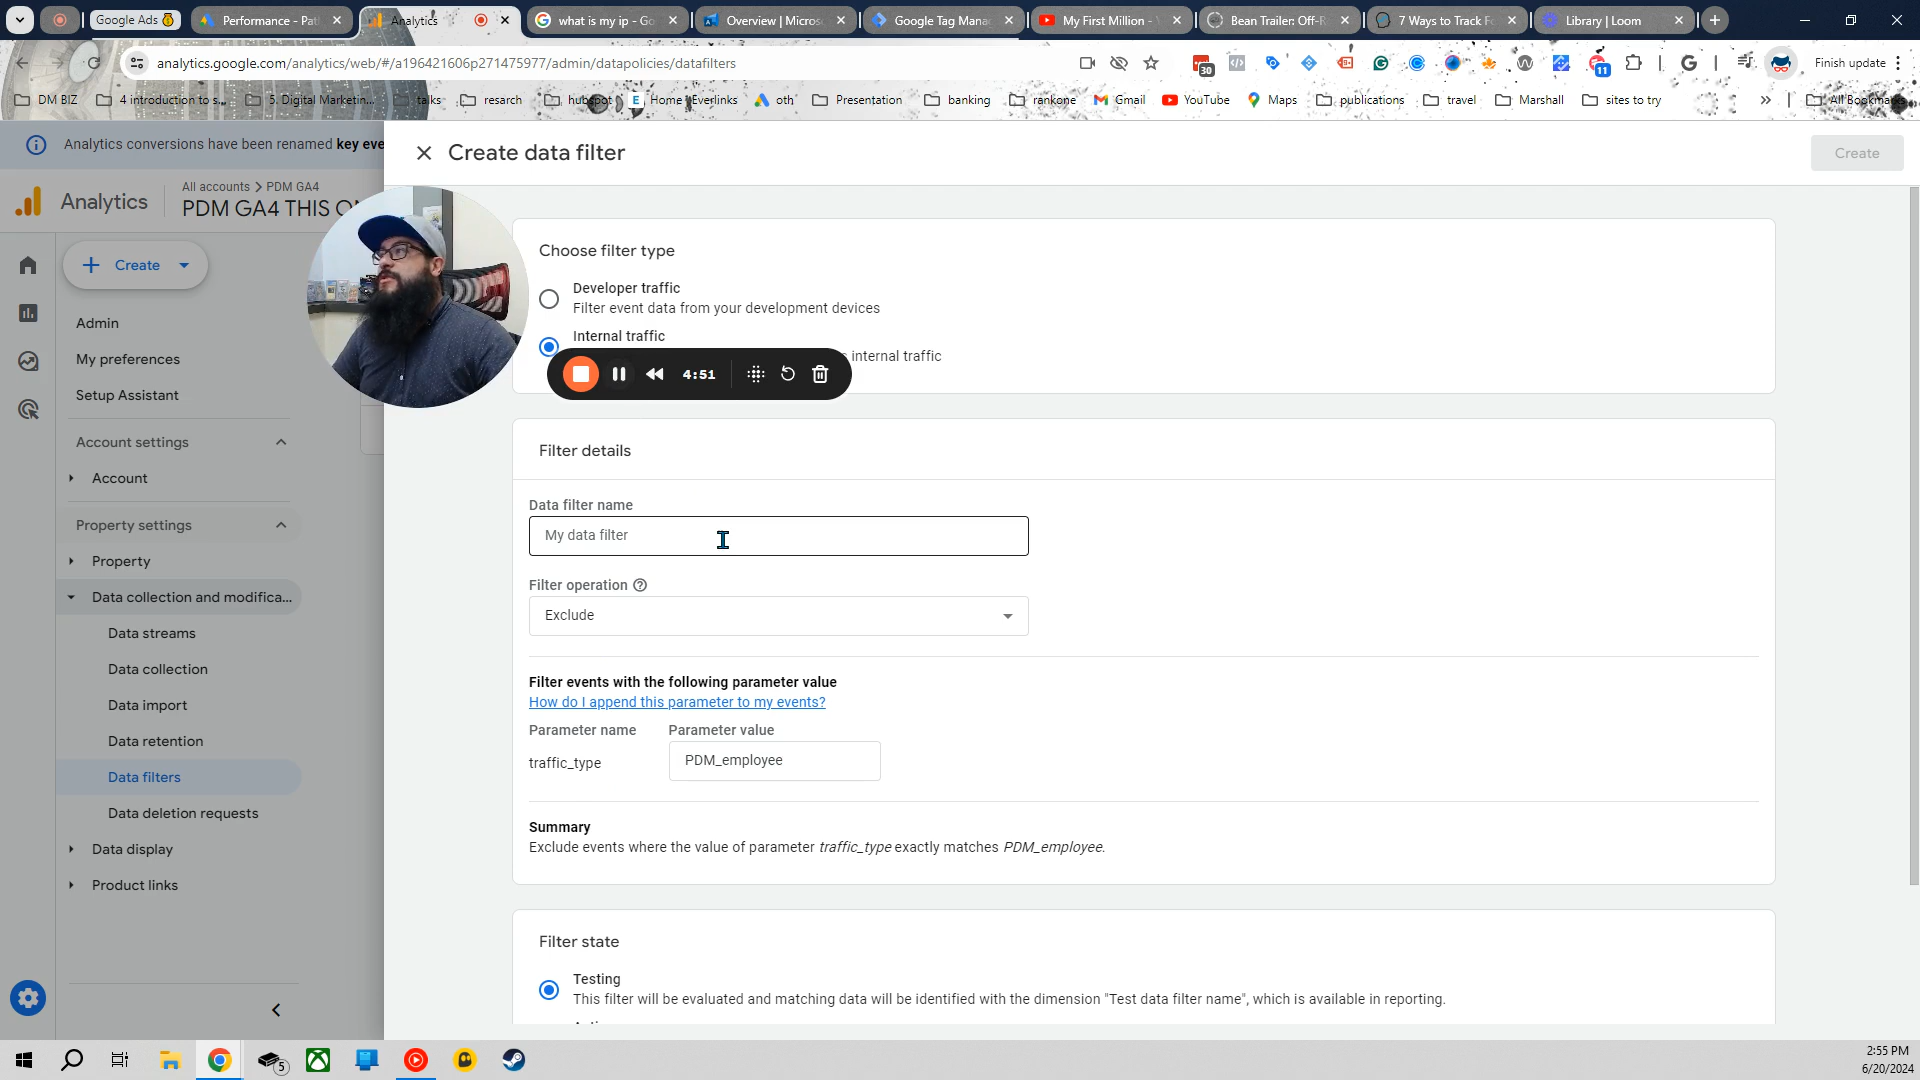 Google Ads
Performance - Pat
Analytics
what is my ip - Go
Overview | Micros
Google Tag Mana
My First Million -
Bean Trailer: Off-R
7 Ways to Track Fo
Library | Loom
analytics.google.com/analytics/web/#/a196421606p271475977/admin/datapolicies/datafilters
30
11
Finish update
DM BIZ
4 introduction to s...
5. Digital Marketin...
talks
resarch
hubspot
Home | Everlinks
oth
Presentation
banking
rankone
Gmail
YouTube
Maps
publications
travel
Marshall
sites to try
All Bookmarks
Analytics conversions have been renamed key eve
Create data filter
Create
Analytics
All accounts > PDM GA4
PDM GA4 THIS ON
Create
Admin
My preferences
Setup Assistant
Account settings
Account
Property settings
Property
Data collection and modifica...
Data streams
Data collection
Data import
Data retention
Data filters
Data deletion requests
Data display
Product links
Choose filter type
Developer traffic
Filter event data from your development devices
Internal traffic
internal traffic
4:51
Filter details
Data filter name
My data filter
Filter operation
Exclude
Filter events with the following parameter value
How do I append this parameter to my events?
Parameter name Parameter value
traffic_type PDM_employee
Summary
Exclude events where the value of parameter traffic_type exactly matches PDM_employee.
Filter state
Testing
This filter will be evaluated and matching data will be identified with the dimension "Test data filter name", which is available in reporting.
5
2:55 PM
6/20/2024